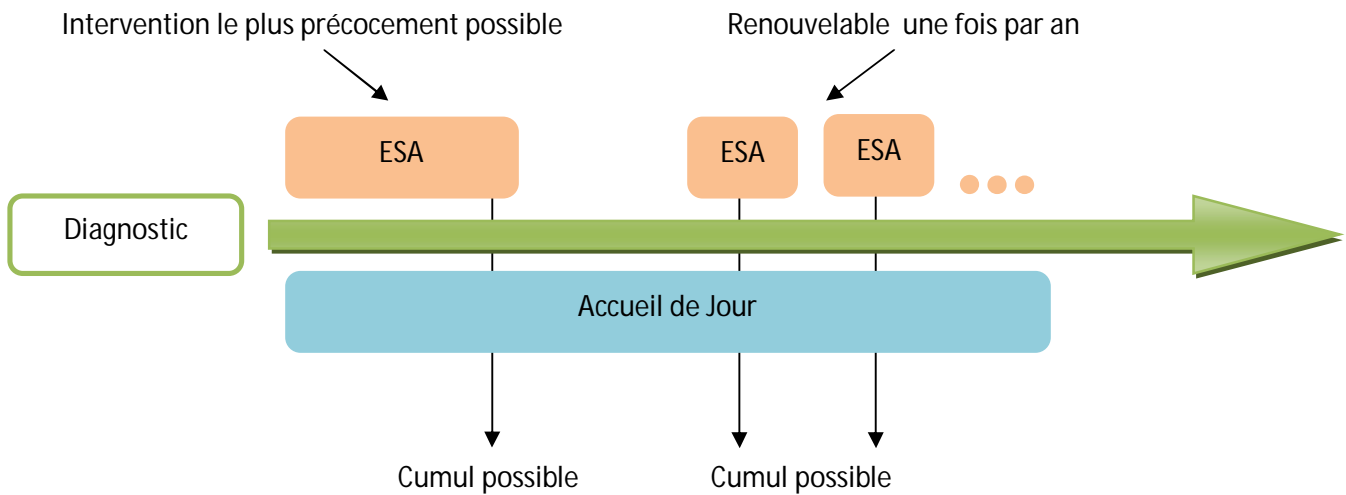 Intervention le plus précocement possible
Renouvelable une fois par an
ESA
ESA
ESA
Diagnostic
Accueil de Jour
Cumul possible
Cumul possible